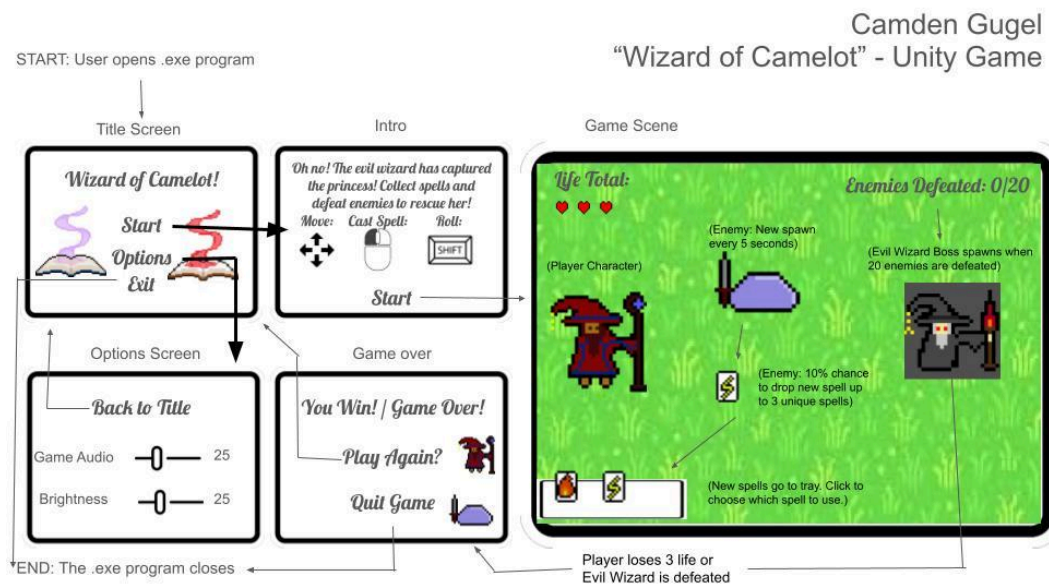 Camden Gugel
“Wizard of Camelot” - Unity Game
START: User opens .exe program
Title Screen
Wizard of Camelot!
Start
Options
Exit
Intro
Oh no! The evil wizard has captured
the princess! Collect spells and
defeat enemies to rescue her!
Move: Cast Spell: Roll:
SHIFT
Start
Game Scene
Life Total:
Enemies Defeated: 0/20
(Enemy: New spawn
every 5 seconds)
(Player Character)
(Evil Wizard Boss spawns when
20 enemies are defeated)
(Enemy: 10% chance
to drop new spell up
to 3 unique spells)
(New spells go to tray. Click to
choose which spell to use.)
Options Screen
Back to Title
Game Audio 25
Brightness 25
Game over
You Win! / Game Over!
Play Again?
Quit Game
END: The .exe program closes
Player loses 3 life or
Evil Wizard is defeated